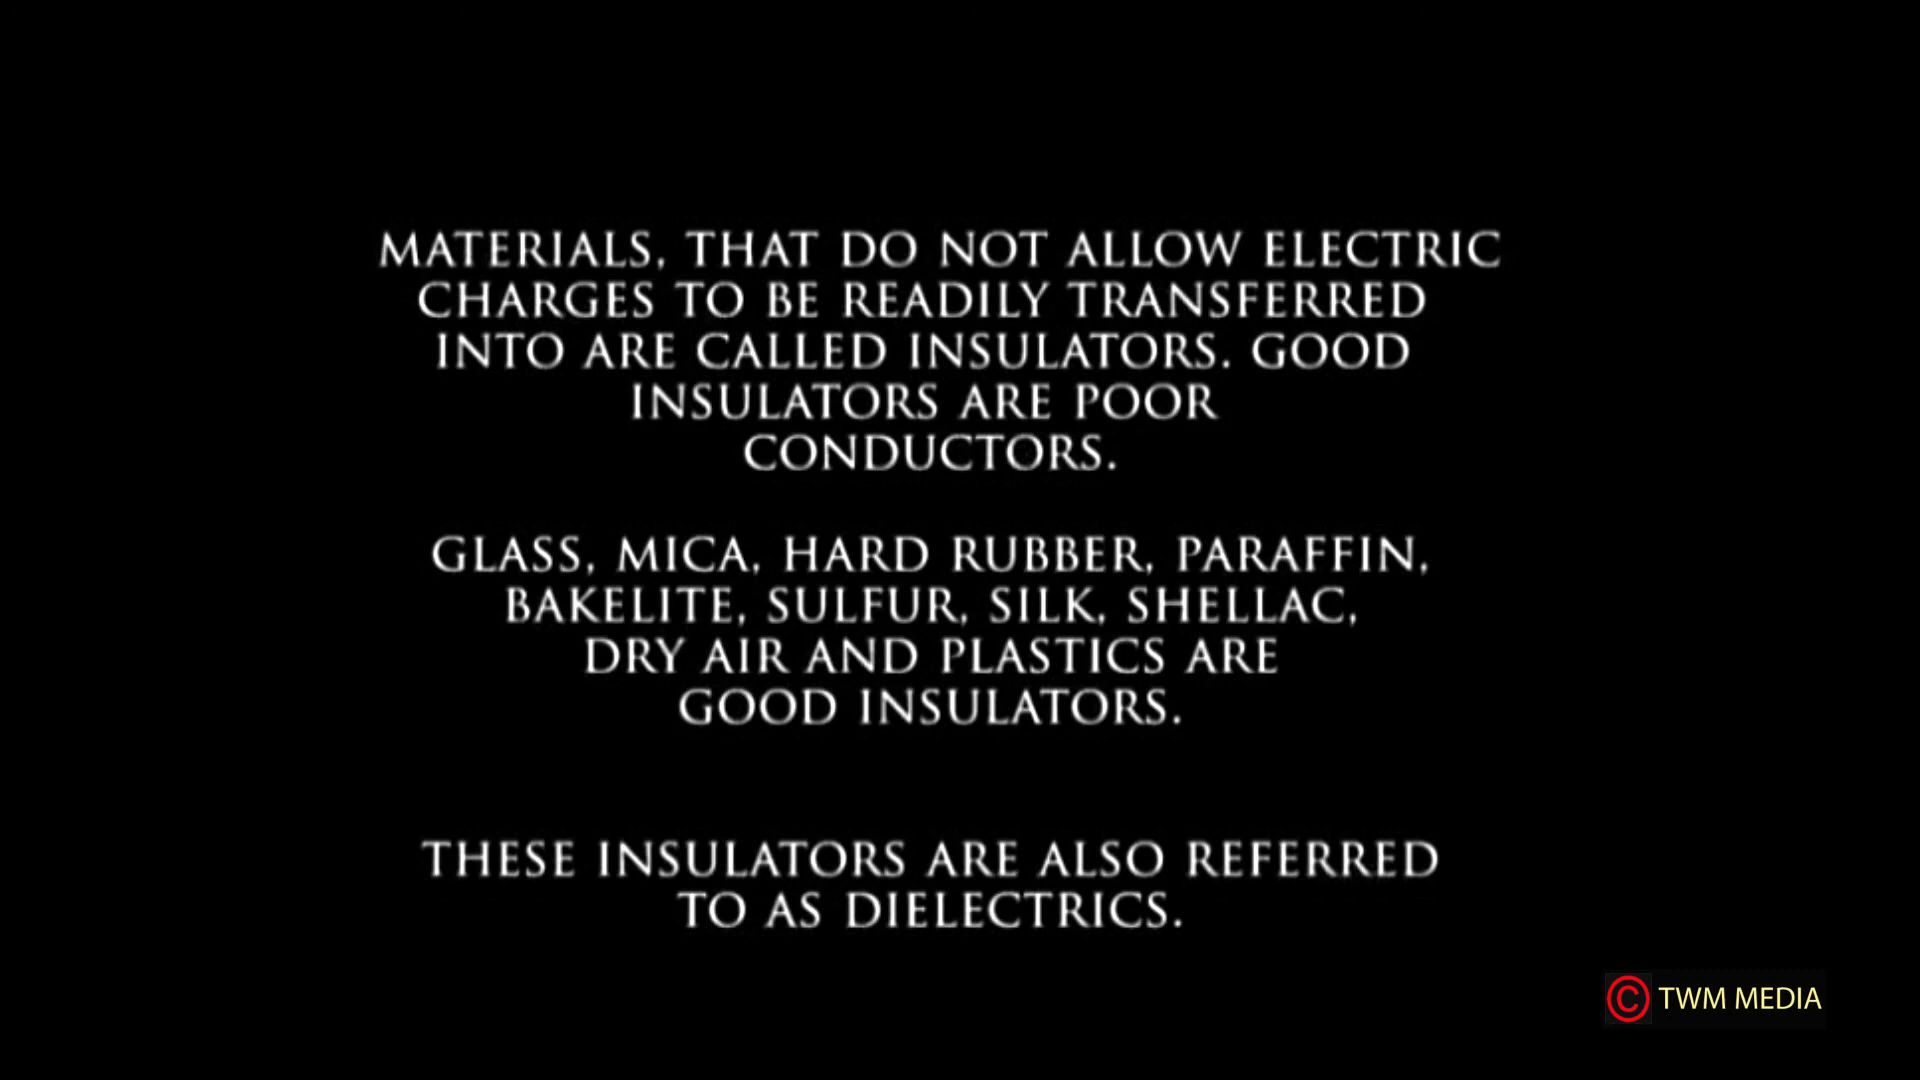 MATERIALS, THAT DO NOT ALLOW ELECTRIC
CHARGES TO BE READILY TRANSFERRED
INTO ARE CALLED INSULATORS. GOOD
INSULATORS ARE POOR
CONDUCTORS.
GLASS, MICA, HARD RUBBER, PARAFFIN,
BAKELITE, SULFUR, SILK, SHELLAC,
DRY AIR AND PLASTICS ARE
GOOD INSULATORS.
THESE INSULATORS ARE ALSO REFERRED
TO AS DIELECTRICS.
© TWM MEDIA